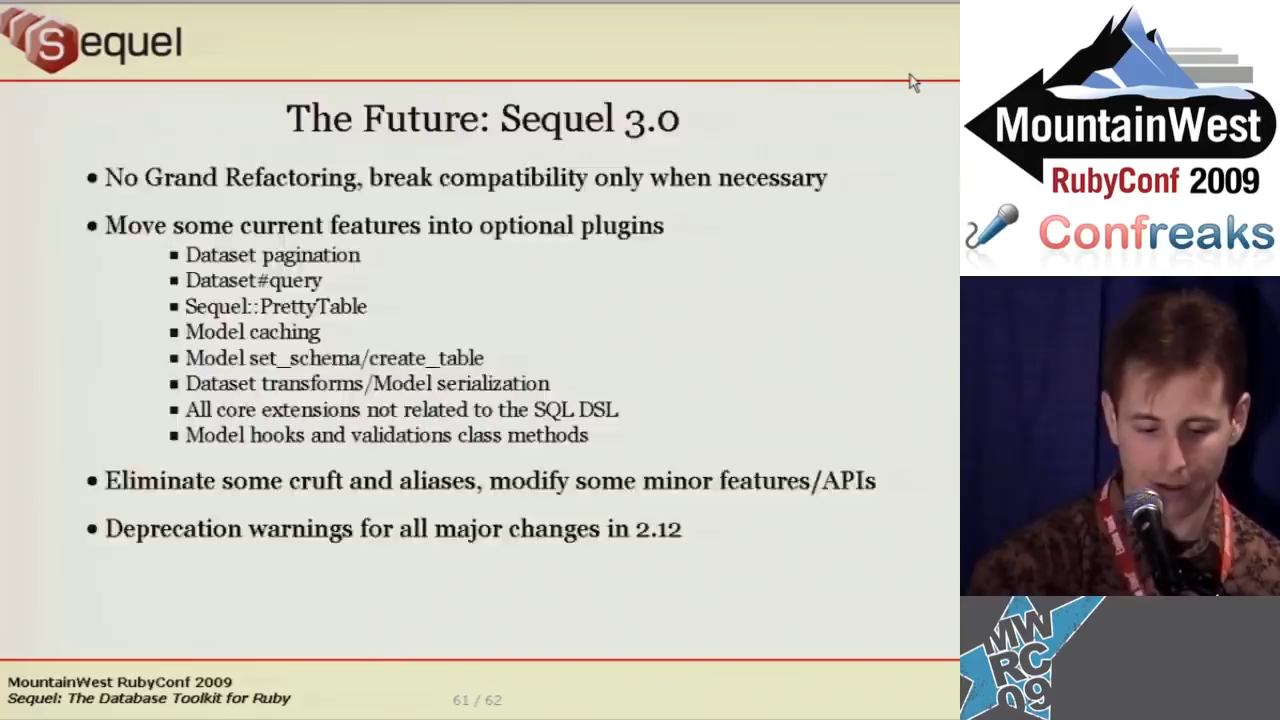 Sequel
The Future: Sequel 3.0
• No Grand Refactoring, break compatibility only when necessary
• Move some current features into optional plugins
▪ Dataset pagination
▪ Dataset#query
▪ Sequel::PrettyTable
▪ Model caching
▪ Model set_schema/create_table
▪ Dataset transforms/Model serialization
▪ All core extensions not related to the SQL DSL
▪ Model hooks and validations class methods
• Eliminate some cruft and aliases, modify some minor features/APIs
• Deprecation warnings for all major changes in 2.12
MountainWest RubyConf 2009
Sequel: The Database Toolkit for Ruby
61 / 62
MountainWest
RubyConf 2009
Confreaks
MW
RC
09